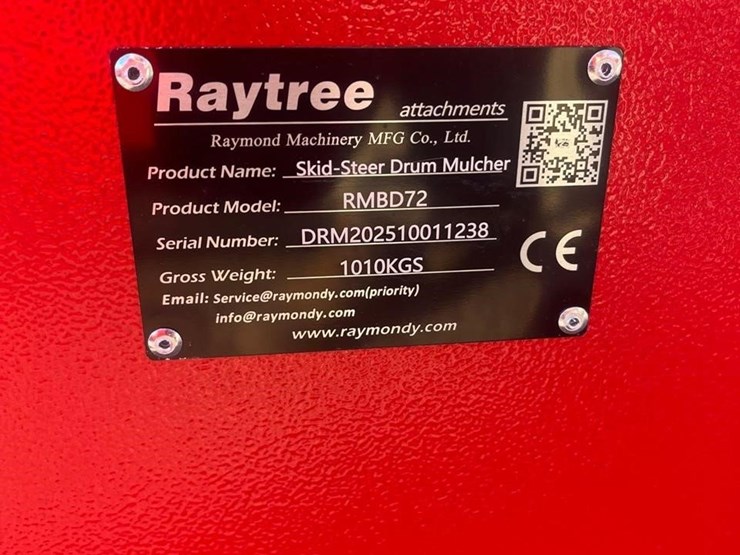 Raytree attachments
Raymond Machinery MFG Co., Ltd.
Product Name: Skid-Steer Drum Mulcher
Product Model: RMBD72
Serial Number: DRM202510011238
Gross Weight: 1010KGS
CE
Email: Service@raymondy.com(priority)
info@raymondy.com
www.raymondy.com